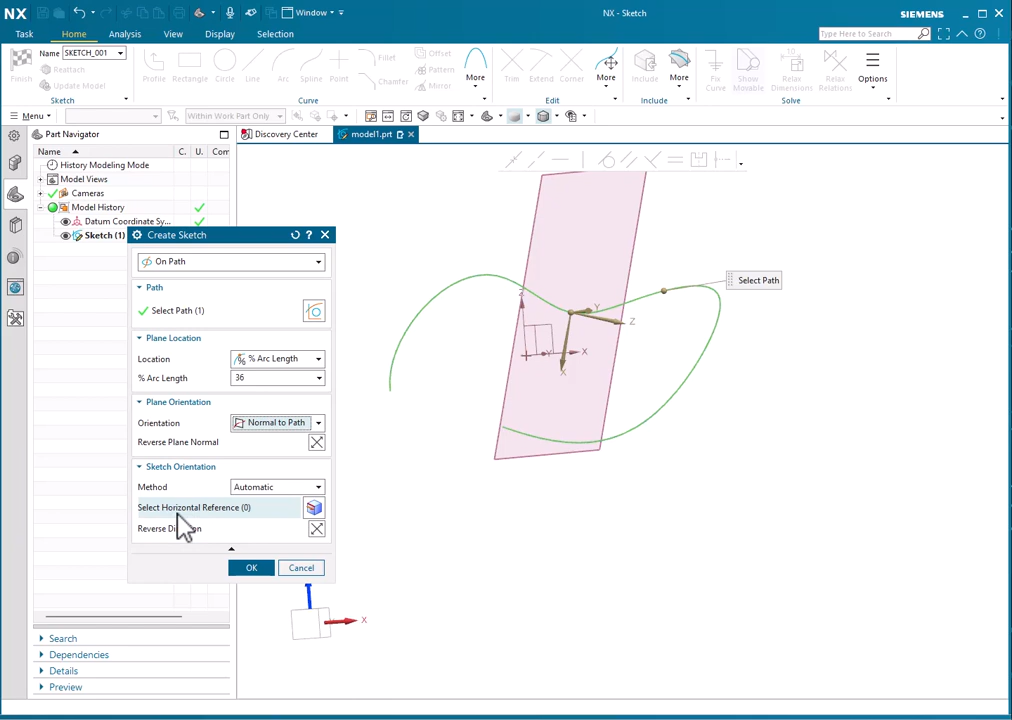 NX
Window
NX - Sketch
SIEMENS
Task
Home
Analysis
View
Display
Selection
Type Here to Search
Name
SKETCH_001
Reattach
Update Model
Finish
Sketch
Profile
Rectangle
Circle
Line
Arc
Spline
Point
Fillet
Chamfer
Offset
Pattern
Mirror
More
Curve
Trim
Extend
Corner
More
Edit
Include
More
Include
Fix
Curve
Show
Movable
Relax
Dimensions
Relax
Relations
Options
Solve
Menu
Within Work Part Only
Part Navigator
Discovery Center
model1.prt
Name
C.
U.
Com
History Modeling Mode
Model Views
Cameras
Model History
Datum Coordinate Sy...
Sketch (1)
Create Sketch
On Path
Path
Select Path (1)
Plane Location
Location
% Arc Length
% Arc Length
36
Plane Orientation
Orientation
Normal to Path
Reverse Plane Normal
Sketch Orientation
Method
Automatic
Select Horizontal Reference (0)
OK
Cancel
Select Path
Z
Y
Z
X
Y
X
X
Search
Dependencies
Details
Preview